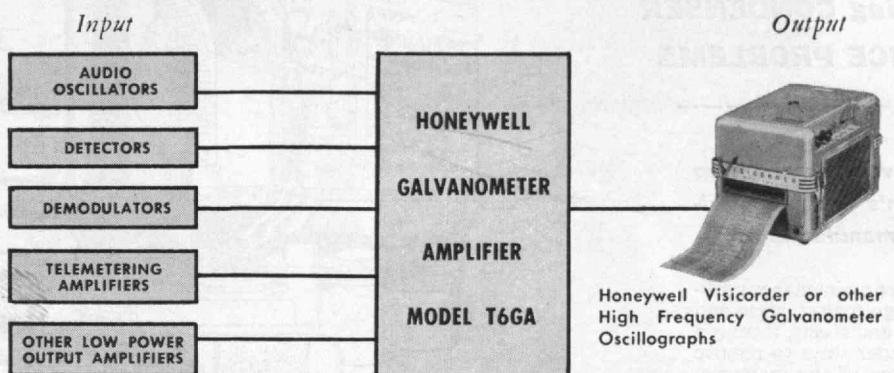 Input
AUDIO
OSCILLATORS
DETECTORS
DEMODULATORS
TELEMETERING
AMPLIFIERS
OTHER LOW POWER
OUTPUT AMPLIFIERS
HONEYWELL
GALVANOMETER
AMPLIFIER
MODEL T6GA
Output
VISICORDER
Honeywell Visicorder or other
High Frequency Galvanometer
Oscillographs